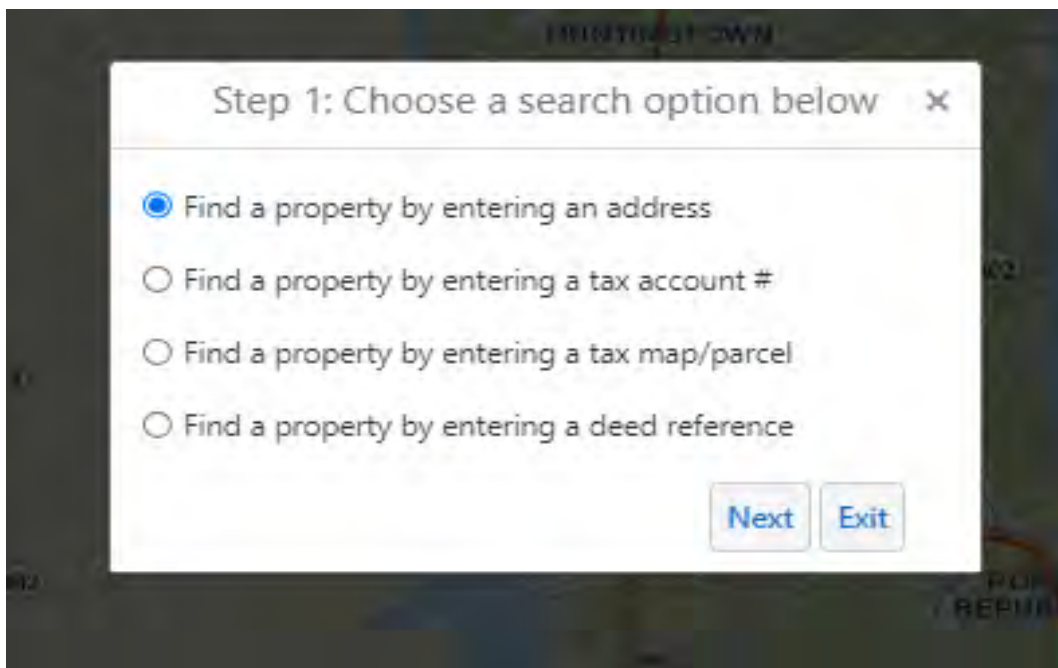 HUNTINGTOWN
Step 1: Choose a search option below ×
Find a property by entering an address
Find a property by entering a tax account #
Find a property by entering a tax map/parcel
Find a property by entering a deed reference
Next Exit